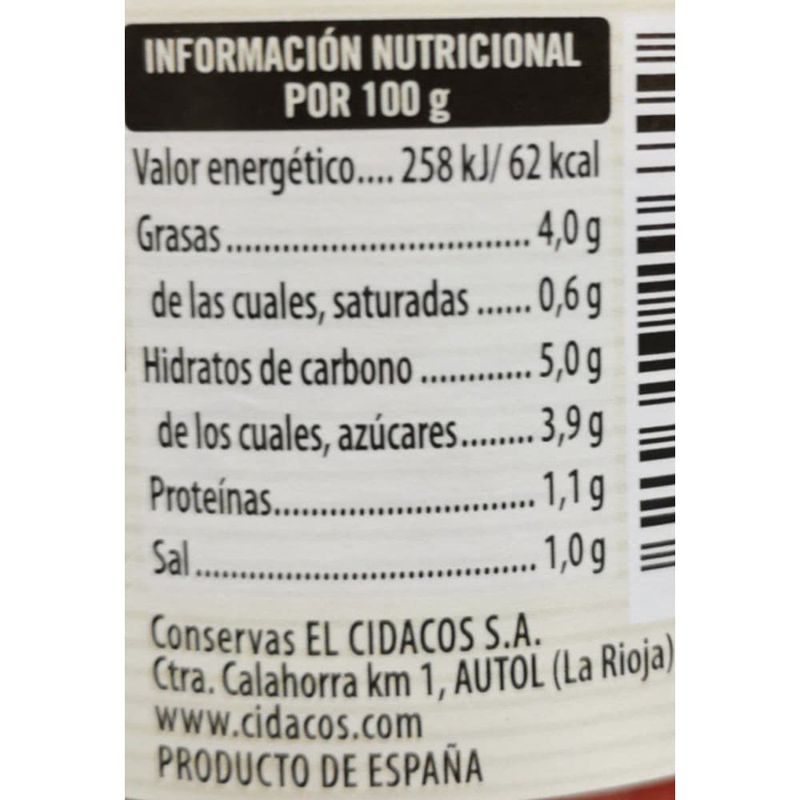 INFORMACIÓN NUTRICIONAL
POR 100 g
Valor energético.... 258 kJ/ 62 kcal
Grasas................................ 4,0 g
de las cuales, saturadas ...... 0,6 g
Hidratos de carbono ............ 5,0 g
de los cuales, azúcares........ 3,9 g
Proteínas............................ 1,1 g
Sal ..................................... 1,0 g
Conservas EL CIDACOS S.A.
Ctra. Calahorra km 1, AUTOL (La Rioja)
www.cidacos.com
PRODUCTO DE ESPAÑA